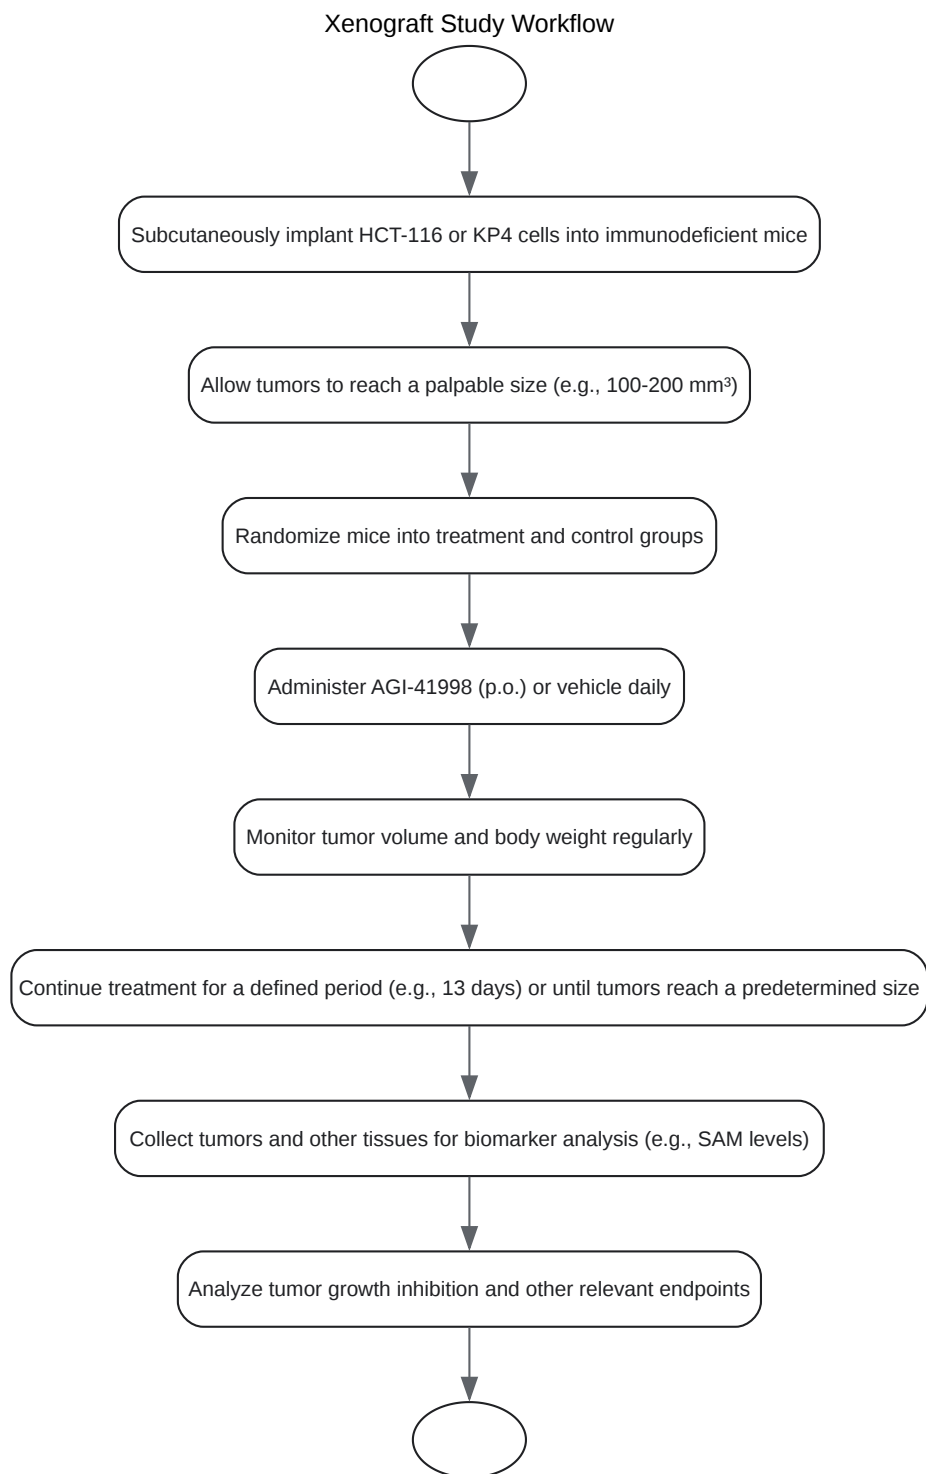 Xenograft Study Workflow
Subcutaneously implant HCT-116 or KP4 cells into immunodeficient mice
Allow tumors to reach a palpable size (e.g., 100-200 mm³)
Randomize mice into treatment and control groups
Administer AGI-41998 (p.o.) or vehicle daily
Monitor tumor volume and body weight regularly
Continue treatment for a defined period (e.g., 13 days) or until tumors reach a predetermined size
Collect tumors and other tissues for biomarker analysis (e.g., SAM levels)
Analyze tumor growth inhibition and other relevant endpoints